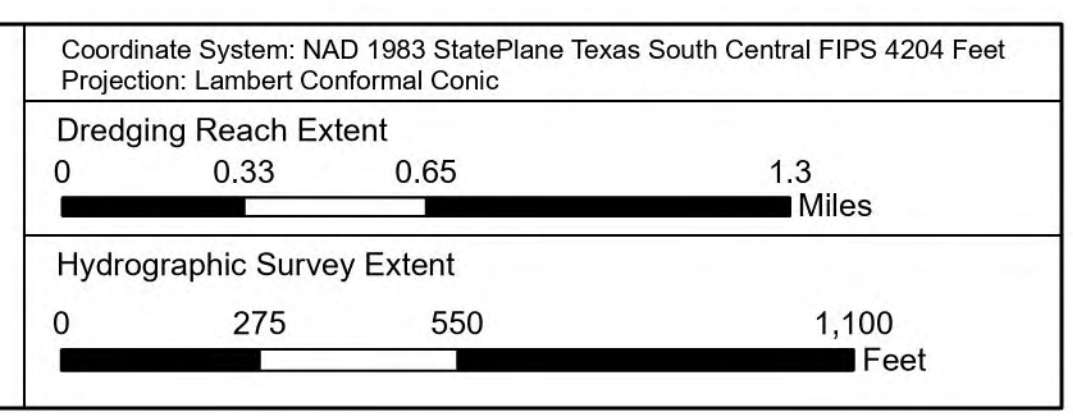 Coordinate System: NAD 1983 StatePlane Texas South Central FIPS 4204 Feet
Projection: Lambert Conformal Conic
Dredging Reach Extent
0 0.33 0.65 1.3
Miles
Hydrographic Survey Extent
0 275 550 1,100
Feet